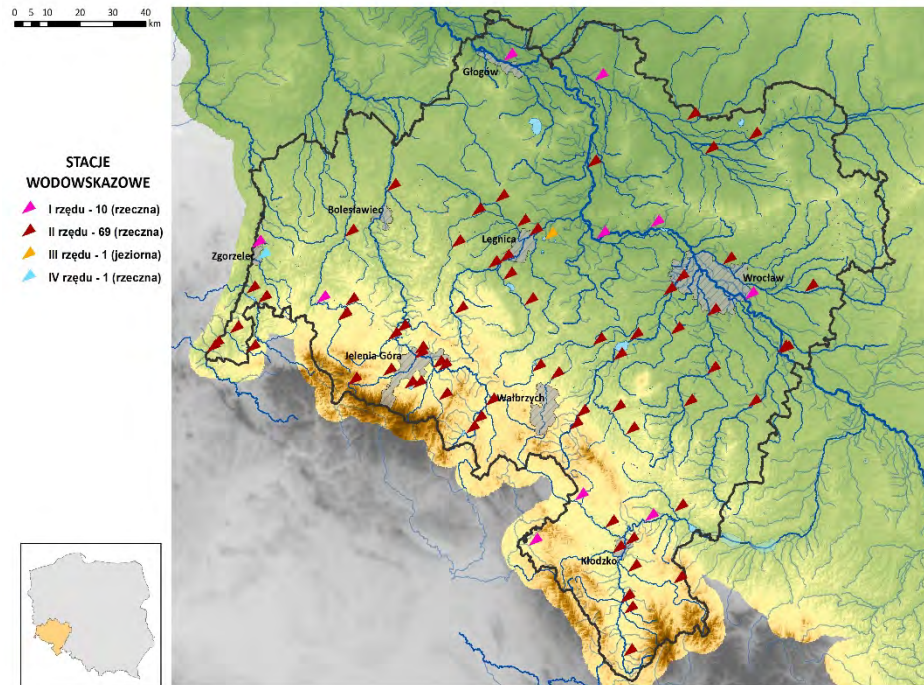 0 5 10 20 30 40
km
STACJE
WODOWSKAZOWE
I rzędu - 10 (rzeczna)
II rzędu - 69 (rzeczna)
III rzędu - 1 (jeziorna)
IV rzędu - 1 (rzeczna)
Głogów
Bolesławiec
Legnica
Zgorzelec
Wrocław
Jelenia Góra
Wałbrzych
Kłodzko